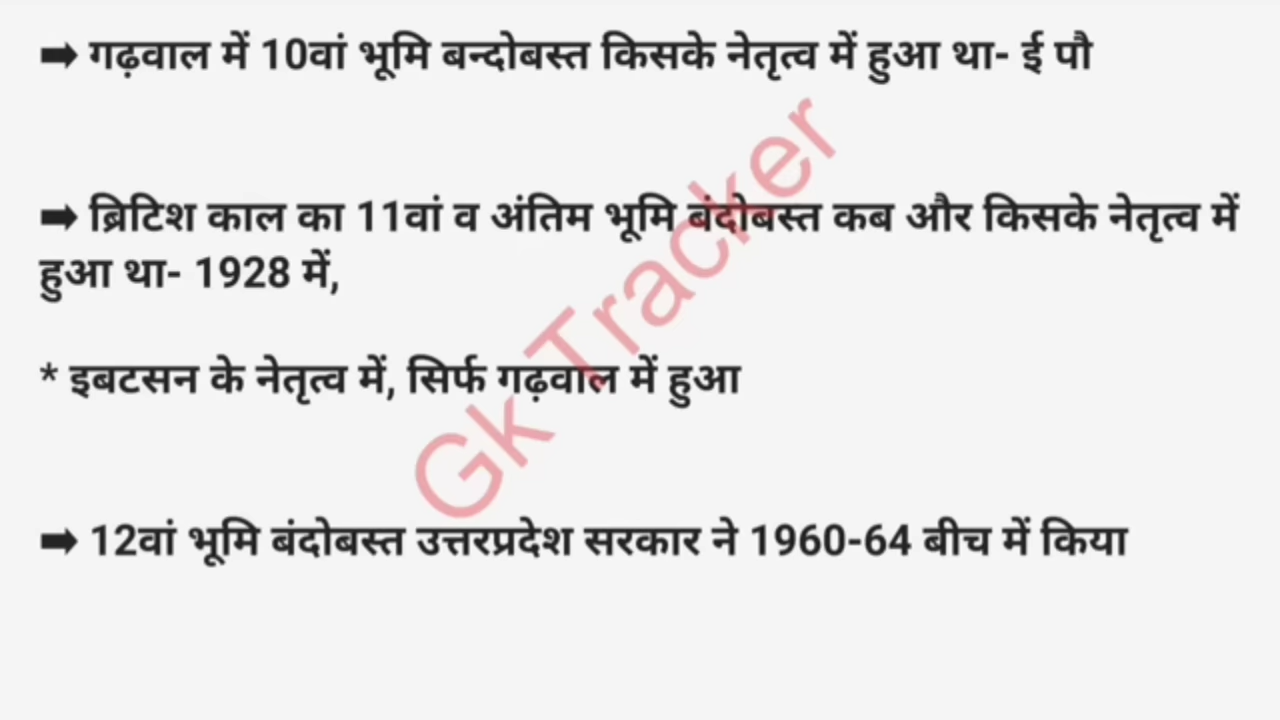 ➡ गढ़वाल में 10वां भूमि बन्दोबस्त किसके नेतृत्व में हुआ था- ई पौ
➡ ब्रिटिश काल का 11वां व अंतिम भूमि बंदोबस्त कब और किसके नेतृत्व में
हुआ था- 1928 में,
* इबटसन के नेतृत्व में, सिर्फ गढ़वाल में हुआ
➡ 12वां भूमि बंदोबस्त उत्तरप्रदेश सरकार ने 1960-64 बीच में किया
Gk Tracker